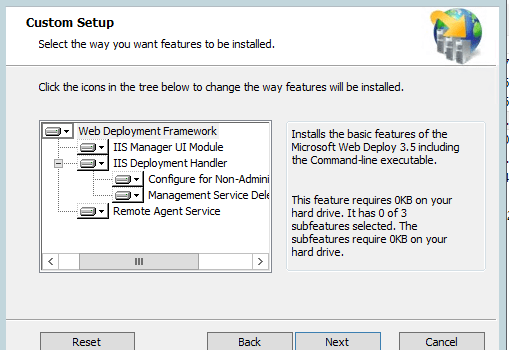 Custom Setup
Select the way you want features to be installed.
Click the icons in the tree below to change the way features will be installed.
Web Deployment Framework
IIS Manager UI Module
IIS Deployment Handler
Configure for Non-Admini
Management Service Dele
Remote Agent Service
Installs the basic features of the
Microsoft Web Deploy 3.5 including
the Command-line executable.
This feature requires 0KB on your
hard drive. It has 0 of 3
subfeatures selected. The
subfeatures require 0KB on your
hard drive.
Reset
Back
Next
Cancel